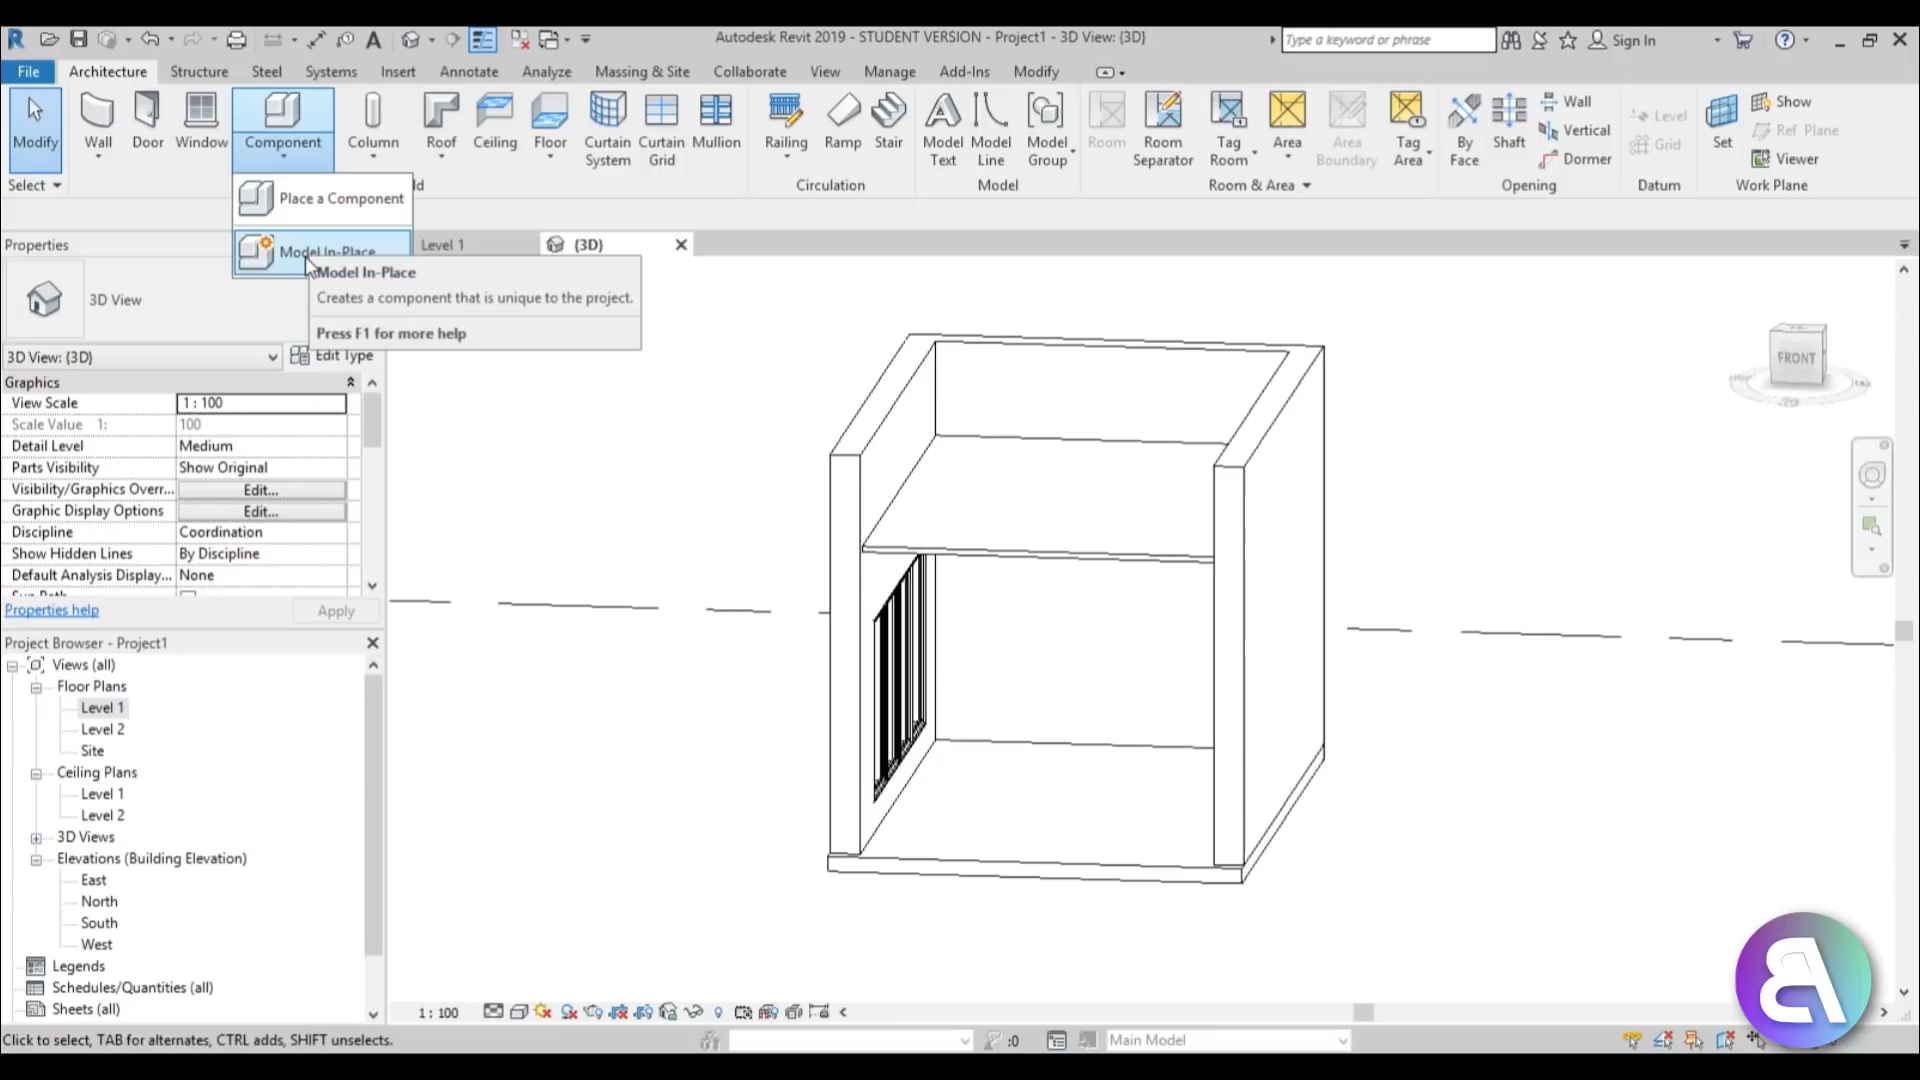 Autodesk Revit 2019 - STUDENT VERSION - Project1 - 3D View: {3D}
Type a keyword or phrase
Sign In
File Architecture Structure Steel Systems Insert Annotate Analyze Massing & Site Collaborate View Manage Add-Ins Modify
Modify
Wall
Door
Window
Component
Column
Roof
Ceiling
Floor
Curtain System
Curtain Grid
Mullion
Railing
Ramp
Stair
Model Text
Model Line
Model Group
Room
Room Separator
Tag Room
Area
Area Boundary
Tag Area
By Face
Shaft
Wall
Vertical
Dormer
Level
Grid
Set
Show
Ref Plane
Viewer
Select
ld
Circulation
Model
Room & Area
Opening
Datum
Work Plane
Place a Component
Model In-Place
Model In-Place
Creates a component that is unique to the project.
Press F1 for more help
Level 1
{3D}
Properties
3D View
3D View: {3D}
Edit Type
Graphics
View Scale 1 : 100
Scale Value 1: 100
Detail Level Medium
Parts Visibility Show Original
Visibility/Graphics Overr... Edit...
Graphic Display Options Edit...
Discipline Coordination
Show Hidden Lines By Discipline
Default Analysis Display... None
Properties help
Apply
Project Browser - Project1
Views (all)
Floor Plans
Level 1
Level 2
Site
Ceiling Plans
Level 1
Level 2
3D Views
Elevations (Building Elevation)
East
North
South
West
Legends
Schedules/Quantities (all)
Sheets (all)
FRONT
1 : 100
Click to select, TAB for alternates, CTRL adds, SHIFT unselects.
:0
Main Model